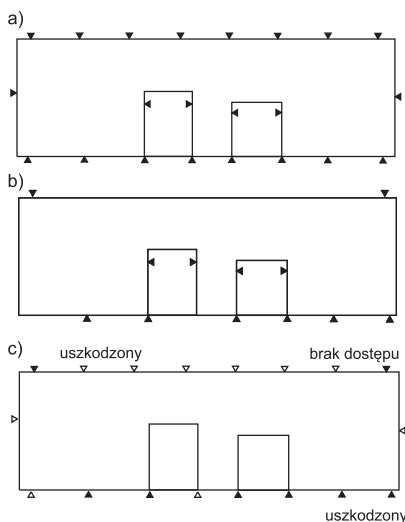 a)
b)
c)
uszkodzony
brak dostępu
uszkodzony